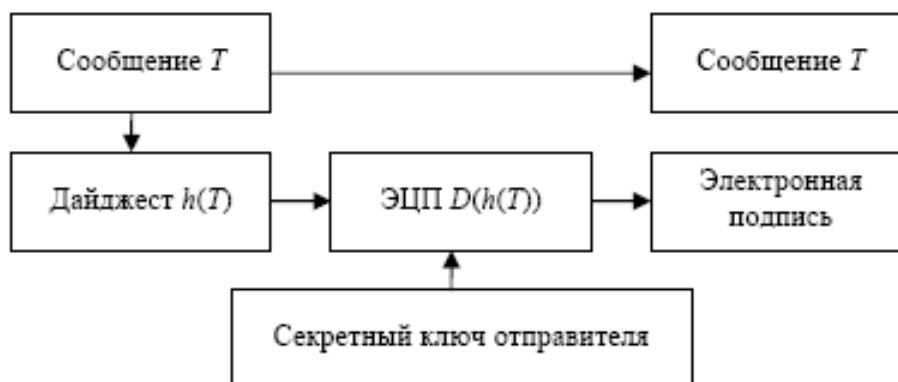 Сообщение T
Сообщение T
Дайджест h(T)
ЭЦП D(h(T))
Электронная
подпись
Секретный ключ отправителя